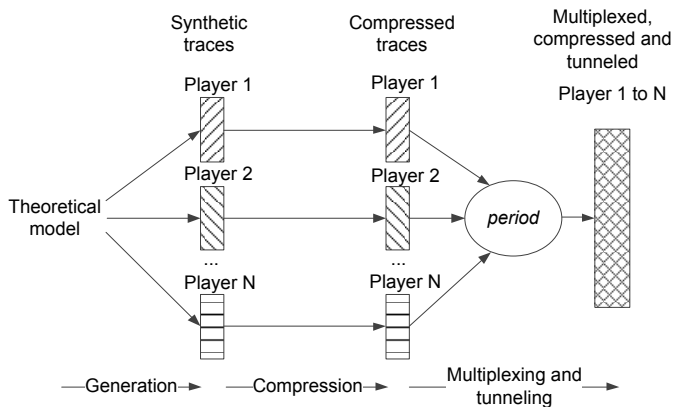 Synthetic
traces
Compressed
traces
Multiplexed,
compressed and
tunneled
Player 1
Player 1
Player 1 to N
Player 2
Player 2
Theoretical
model
period
...
...
Player N
Player N
Generation
Compression
Multiplexing and
tunneling